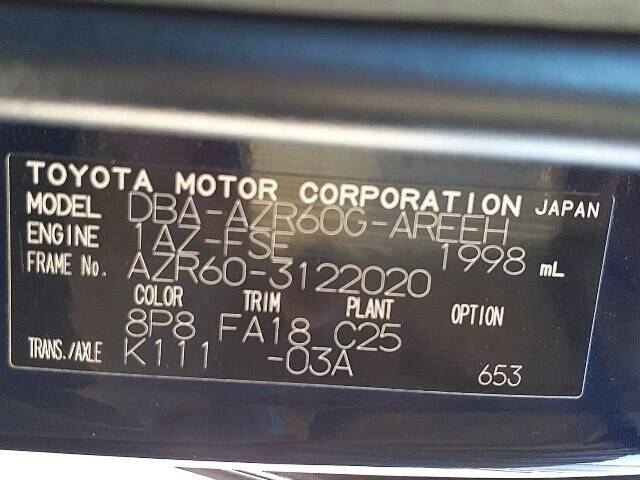 TOYOTA MOTOR CORPORATION JAPAN
MODEL DBA-AZR60G-AREEH
ENGINE 1AZ-FSE 1998 mL
FRAME No. AZR60-3122020
COLOR TRIM PLANT OPTION
8P8 FA18 C25
TRANS./AXLE K111 -03A
653